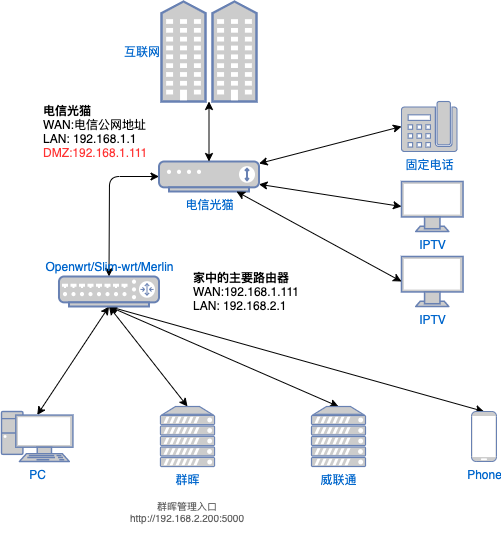 互联网
电信光猫
WAN:电信公网地址
LAN: 192.168.1.1
DMZ:192.168.1.111
固定电话
电信光猫
IPTV
Openwrt/Slim-wrt/Merlin
家中的主要路由器
WAN:192.168.1.111
LAN: 192.168.2.1
IPTV
PC
群晖
威联通
Phone
群晖管理入口
http://192.168.2.200:5000